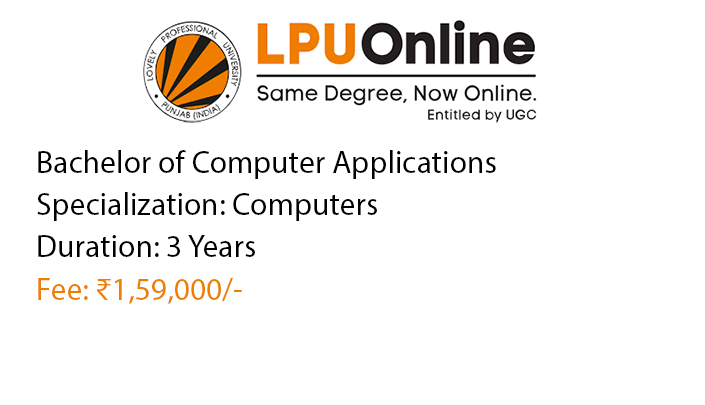 LOVELY PROFESSIONAL UNIVERSITY
PUNJAB (INDIA)
LPUOnline
Same Degree, Now Online.
Entitled by UGC
Bachelor of Computer Applications
Specialization: Computers
Duration: 3 Years
Fee: ₹1,59,000/-